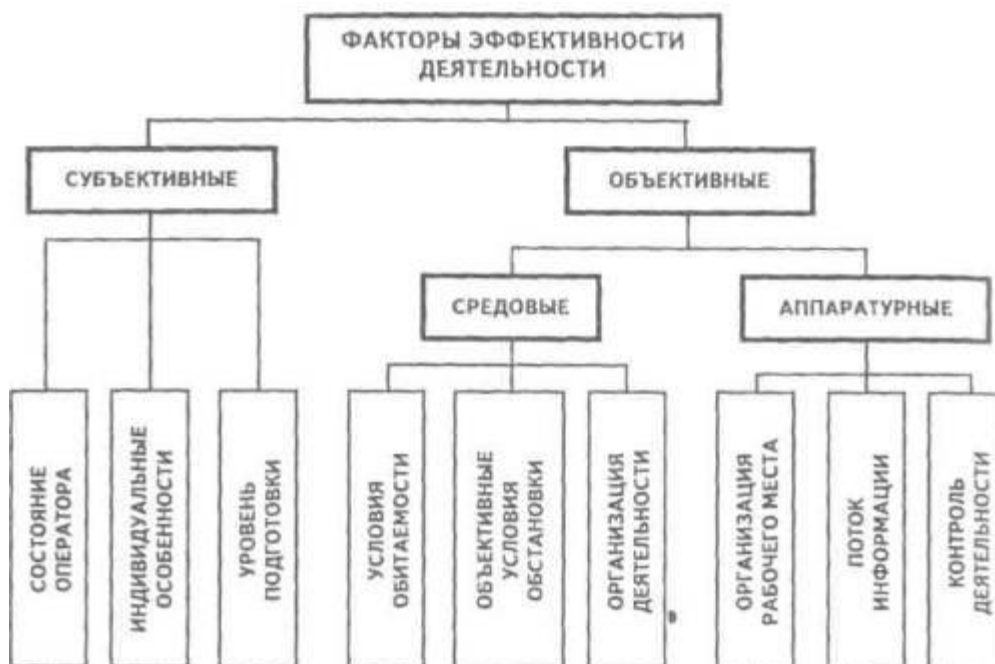 ФАКТОРЫ ЭФФЕКТИВНОСТИ
ДЕЯТЕЛЬНОСТИ
СУБЪЕКТИВНЫЕ
ОБЪЕКТИВНЫЕ
СРЕДОВЫЕ
АППАРАТУРНЫЕ
СОСТОЯНИЕ
ОПЕРАТОРА
ИНДИВИДУАЛЬНЫЕ
ОСОБЕННОСТИ
УРОВЕНЬ
ПОДГОТОВКИ
УСЛОВИЯ
ОБИТАЕМОСТИ
ОБЪЕКТИВНЫЕ
УСЛОВИЯ
ОБСТАНОВКИ
ОРГАНИЗАЦИЯ
ДЕЯТЕЛЬНОСТИ
ОРГАНИЗАЦИЯ
РАБОЧЕГО МЕСТА
ПОТОК
ИНФОРМАЦИИ
КОНТРОЛЬ
ДЕЯТЕЛЬНОСТИ